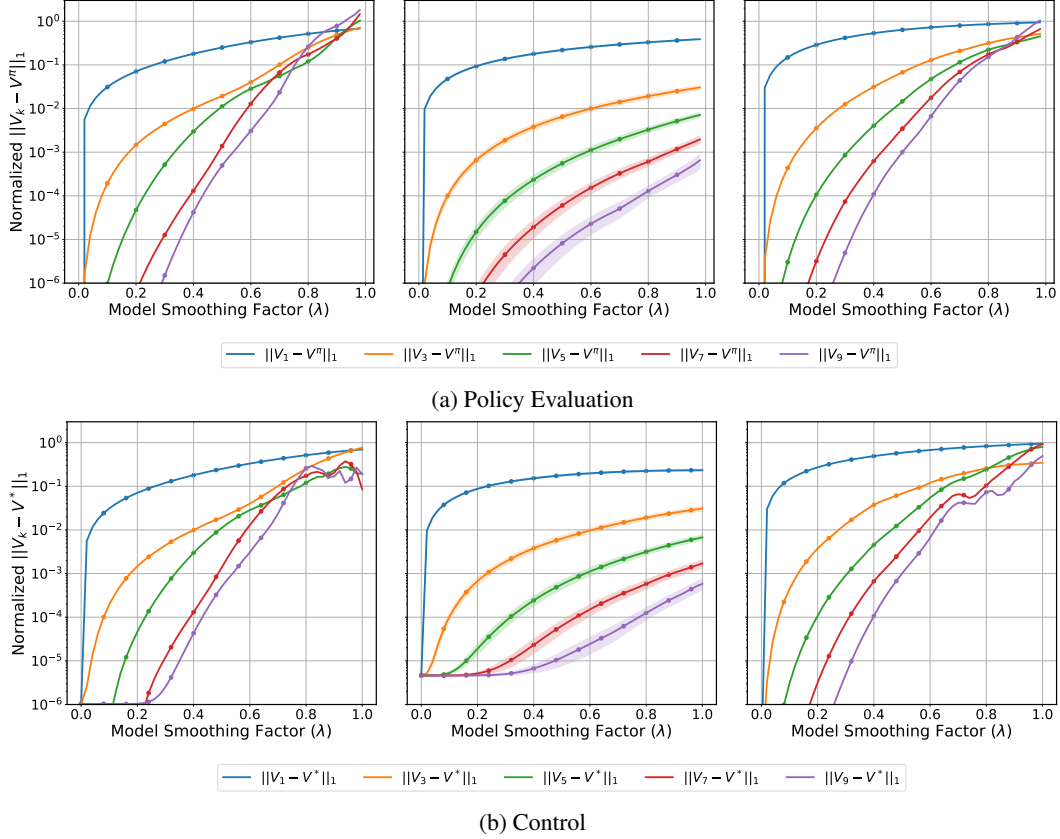 Normalized ||V_k − V^π||_1
10^0
10^−1
10^−2
10^−3
10^−4
10^−5
10^−6
0.0 0.2 0.4 0.6 0.8 1.0
Model Smoothing Factor (λ)
0.0 0.2 0.4 0.6 0.8 1.0
Model Smoothing Factor (λ)
0.0 0.2 0.4 0.6 0.8 1.0
Model Smoothing Factor (λ)
||V_1 − V^π||_1 ||V_3 − V^π||_1 ||V_5 − V^π||_1 ||V_7 − V^π||_1 ||V_9 − V^π||_1
(a) Policy Evaluation
Normalized ||V_k − V^*||_1
10^0
10^−1
10^−2
10^−3
10^−4
10^−5
10^−6
0.0 0.2 0.4 0.6 0.8 1.0
Model Smoothing Factor (λ)
0.0 0.2 0.4 0.6 0.8 1.0
Model Smoothing Factor (λ)
0.0 0.2 0.4 0.6 0.8 1.0
Model Smoothing Factor (λ)
||V_1 − V^*||_1 ||V_3 − V^*||_1 ||V_5 − V^*||_1 ||V_7 − V^*||_1 ||V_9 − V^*||_1
(b) Control